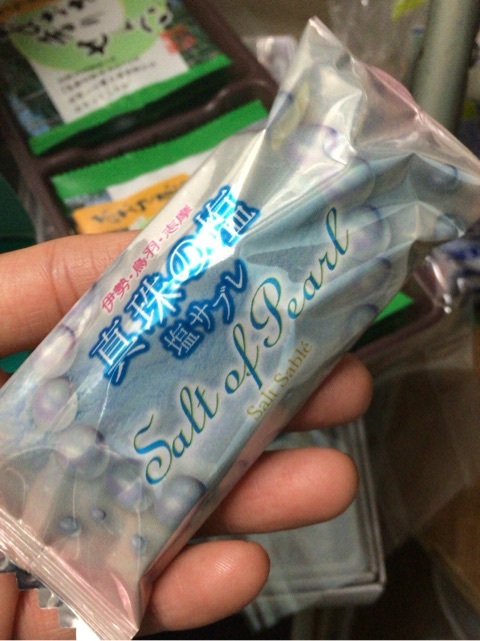 伊勢・鳥羽・志摩
真珠の塩
塩サブレ
Salt of Pearl
Salt Sablé